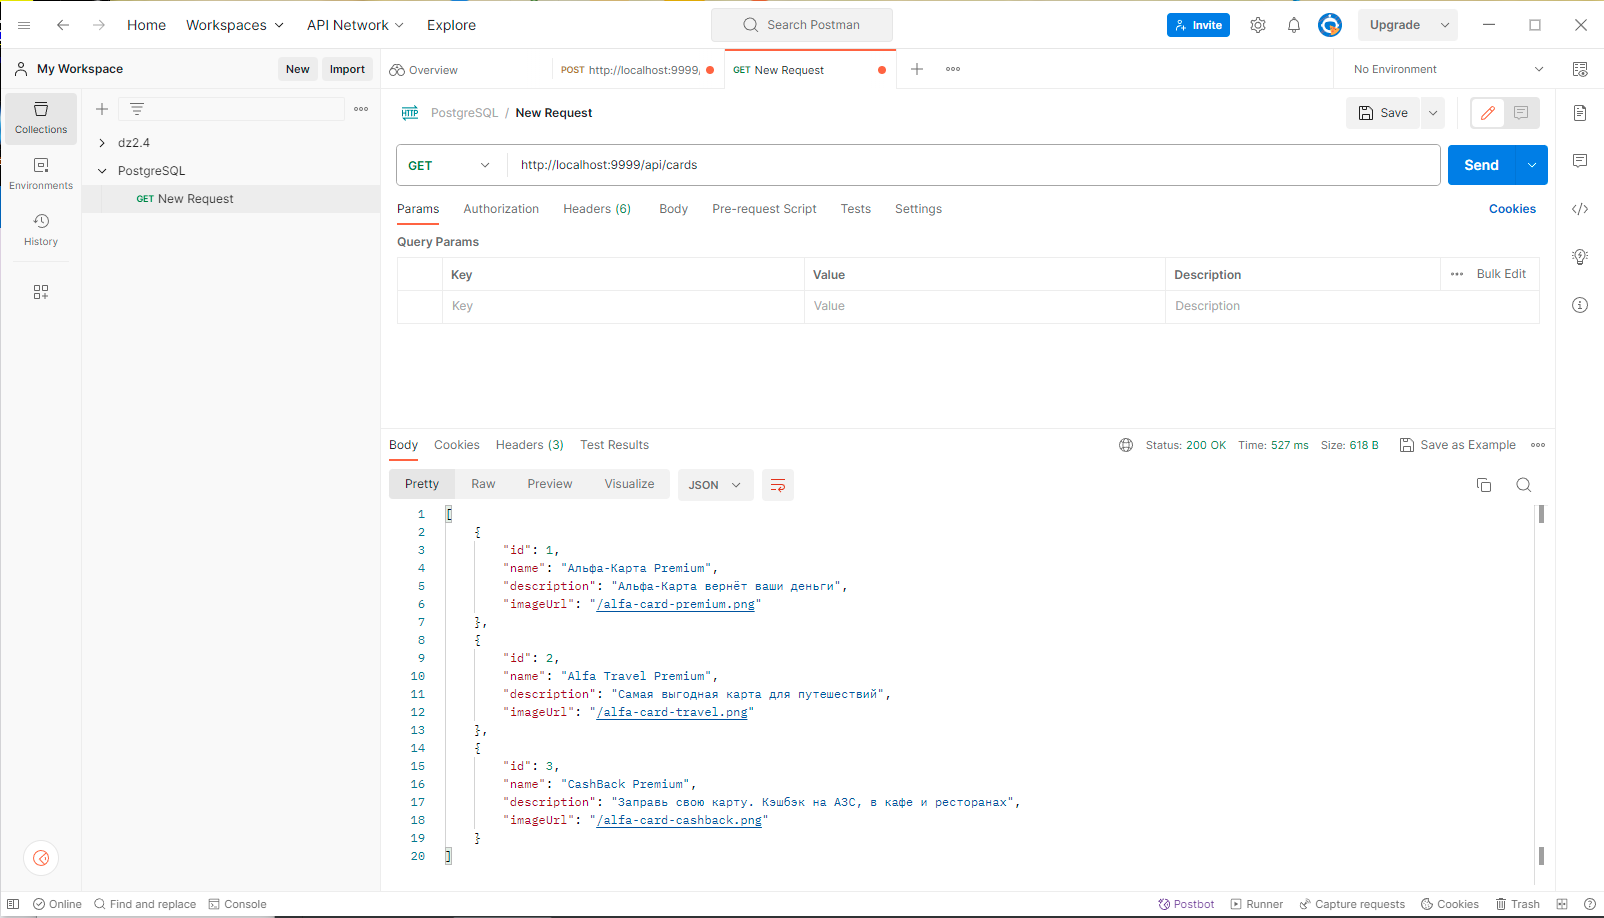 Home Workspaces API Network Explore Search Postman Invite Upgrade
My Workspace New Import Overview POST http://localhost:9999, GET New Request No Environment
Collections
Environments
History
dz2.4
PostgreSQL
GET New Request
HTTP PostgreSQL / New Request Save
GET http://localhost:9999/api/cards Send
Params Authorization Headers (6) Body Pre-request Script Tests Settings Cookies
Query Params
Key Value Description Bulk Edit
Key Value Description
Body Cookies Headers (3) Test Results Status: 200 OK Time: 527 ms Size: 618 B Save as Example
Pretty Raw Preview Visualize JSON
1 [
2 {
3 "id": 1,
4 "name": "Альфа-Карта Premium",
5 "description": "Альфа-Карта вернёт ваши деньги",
6 "imageUrl": "/alfa-card-premium.png"
7 },
8 {
9 "id": 2,
10 "name": "Alfa Travel Premium",
11 "description": "Самая выгодная карта для путешествий",
12 "imageUrl": "/alfa-card-travel.png"
13 },
14 {
15 "id": 3,
16 "name": "CashBack Premium",
17 "description": "Заправь свою карту. Кэшбэк на АЗС, в кафе и ресторанах",
18 "imageUrl": "/alfa-card-cashback.png"
19 }
20 ]
Online Find and replace Console Postbot Runner Capture requests Cookies Trash